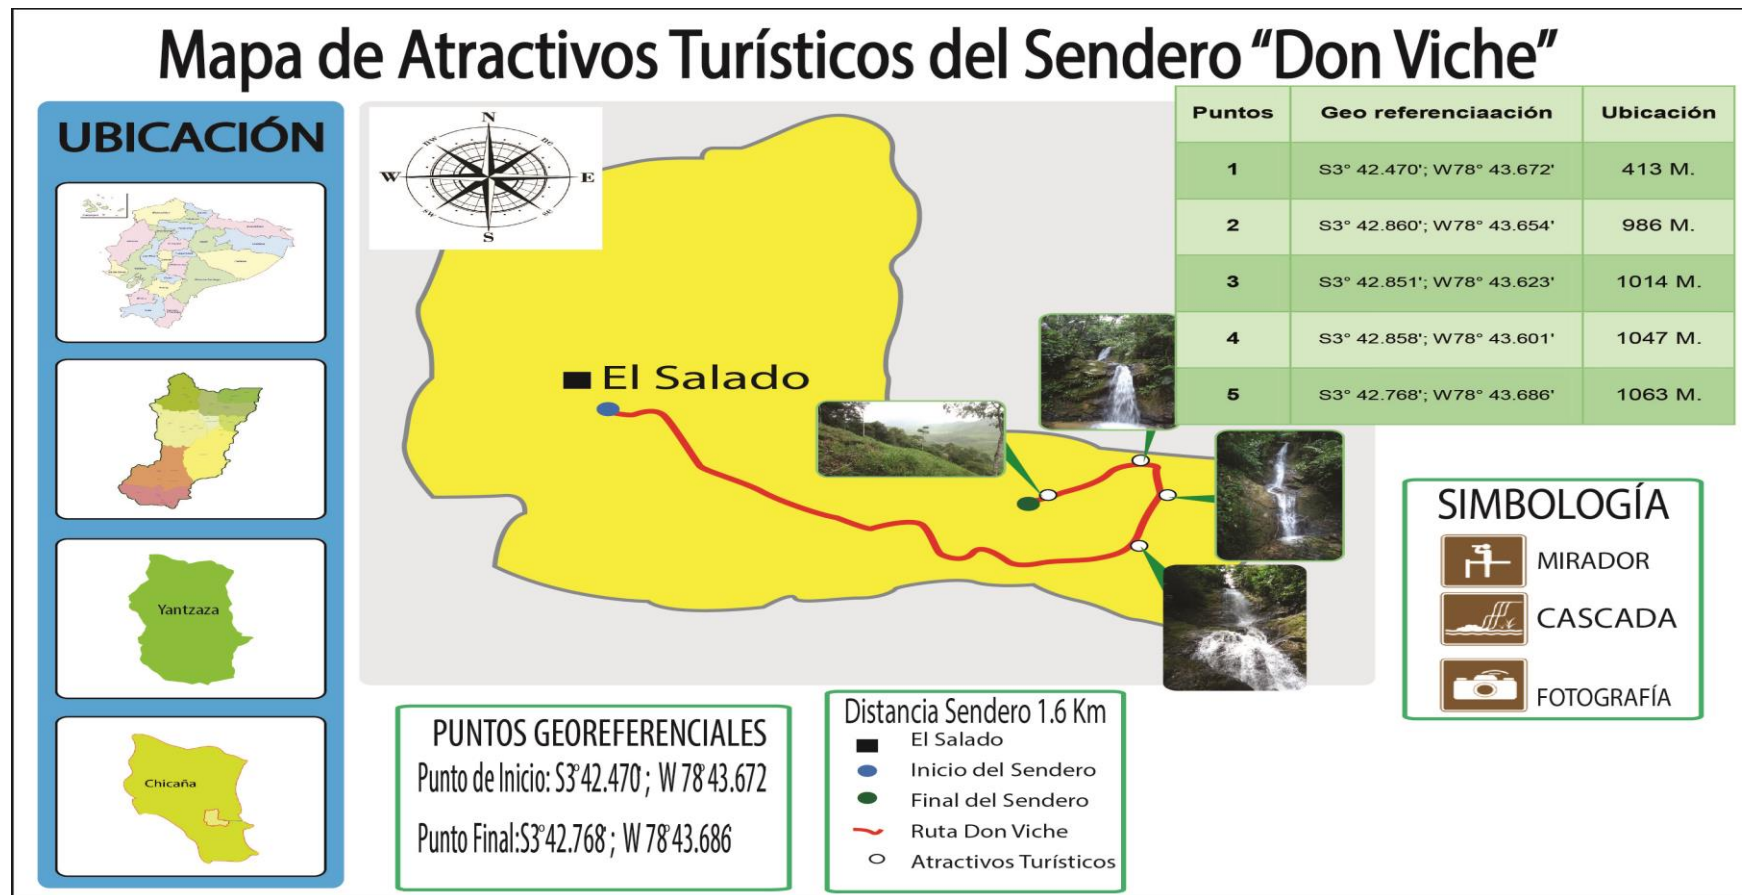 Mapa de Atractivos Turísticos del Sendero “Don Viche”
UBICACIÓN
Yantzaza
Chicaña
N
nw
ne
W
E
sw
se
S
El Salado
Puntos Geo referenciaación Ubicación
1 S3° 42.470'; W78° 43.672' 413 M.
2 S3° 42.860'; W78° 43.654' 986 M.
3 S3° 42.851'; W78° 43.623' 1014 M.
4 S3° 42.858'; W78° 43.601' 1047 M.
5 S3° 42.768'; W78° 43.686' 1063 M.
SIMBOLOGÍA
MIRADOR
CASCADA
FOTOGRAFÍA
PUNTOS GEOREFERENCIALES
Punto de Inicio: S3°42.470' ; W 78°43.672
Punto Final:S3°42.768' ; W 78°43.686
Distancia Sendero 1.6 Km
El Salado
Inicio del Sendero
Final del Sendero
Ruta Don Viche
Atractivos Turísticos